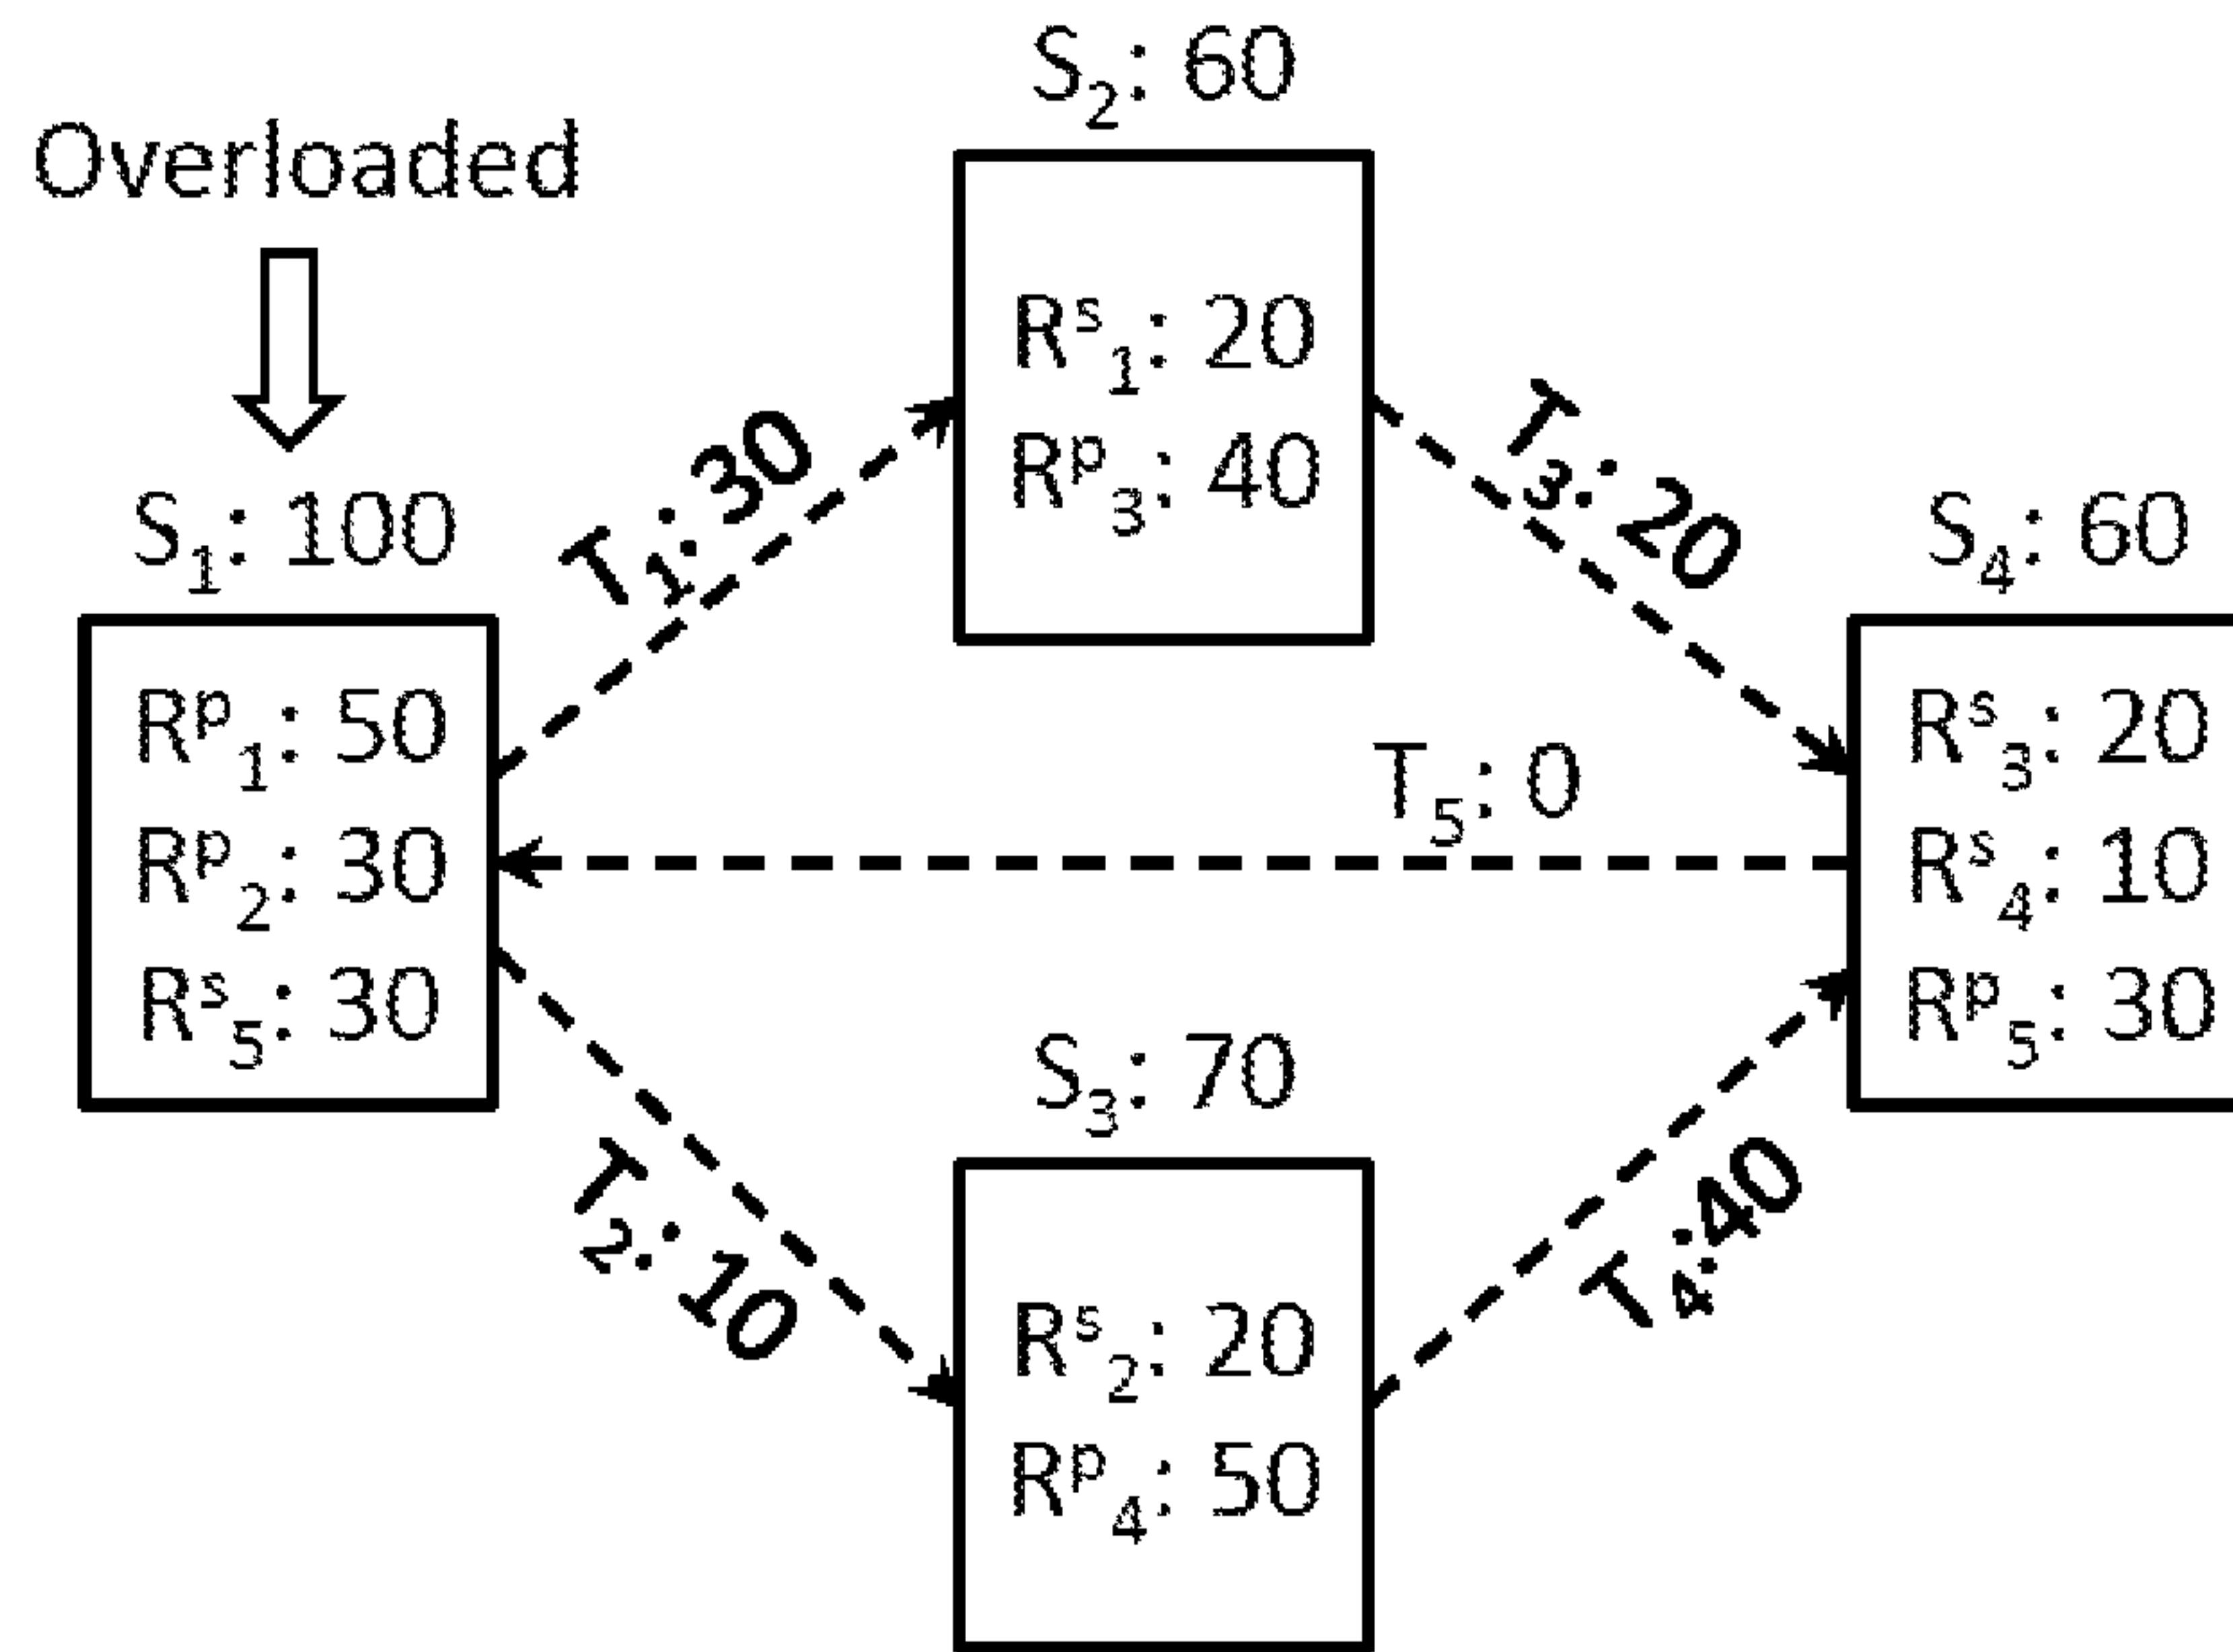 S₂: 60
Overloaded
S₁: 100
Rᵖ₁: 50
Rᵖ₂: 30
Rˢ₅: 30
T₁: 30
Rˢ₁: 20
Rᵖ₃: 40
T₃: 20
T₅: 0
S₄: 60
Rˢ₃: 20
Rˢ₄: 10
Rᵖ₅: 30
T₂: 10
S₃: 70
Rˢ₂: 20
Rᵖ₄: 50
T₄: 40